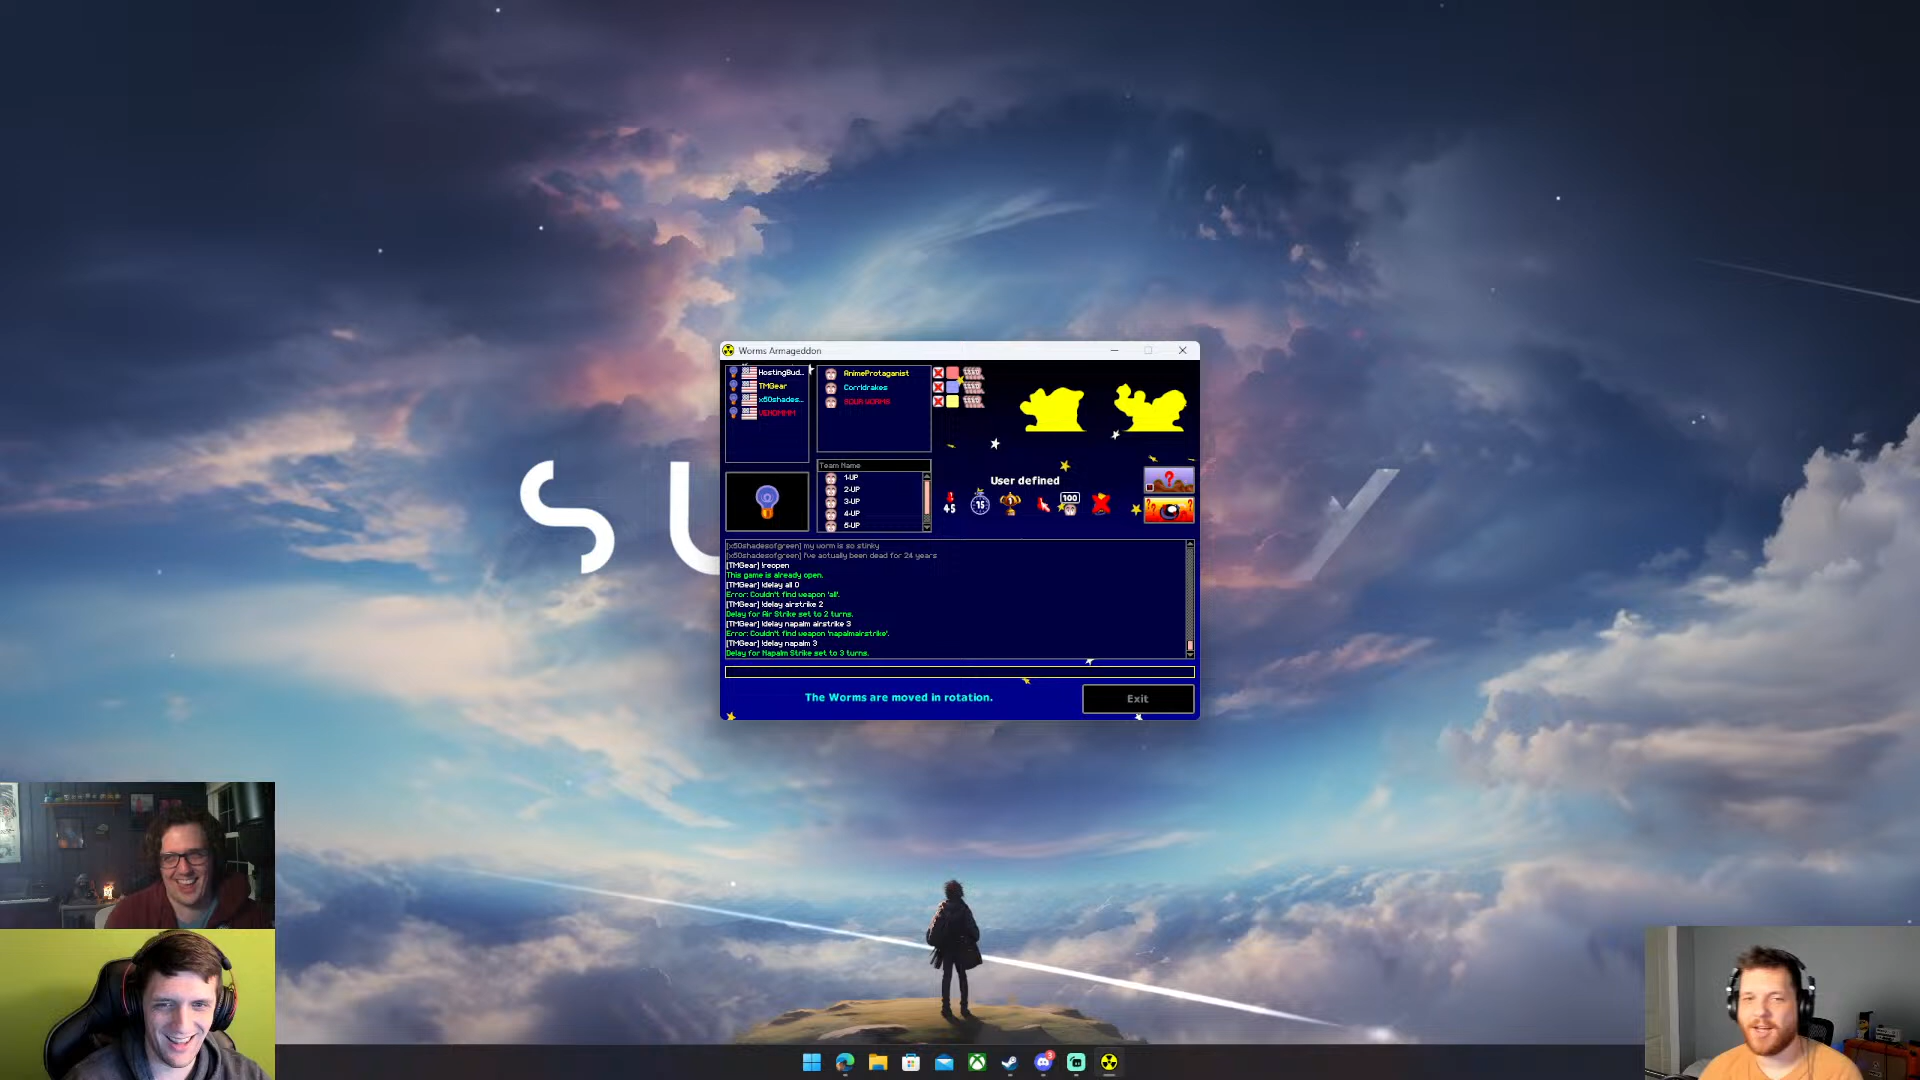 Worms Armageddon
HostingBud..
TMGear
x50shades..
VENOMMM
AnimeProtaganist
Corridrakes
SOUR WORMS
Team Name
1-UP
2-UP
3-UP
4-UP
5-UP
User defined
45
15
100
[x50shadesofgreen] my worm is so stinky
[x50shadesofgreen] I've actually been dead for 24 years
[TMGear] !reopen
This game is already open.
[TMGear] !delay all 0
Error: Couldn't find weapon 'all'.
[TMGear] !delay airstrike 2
Delay for Air Strike set to 2 turns.
[TMGear] !delay napalm airstrike 3
Error: Couldn't find weapon 'napalmairstrike'.
[TMGear] !delay napalm 3
Delay for Napalm Strike set to 3 turns.
The Worms are moved in rotation.
Exit
SU
Y
3